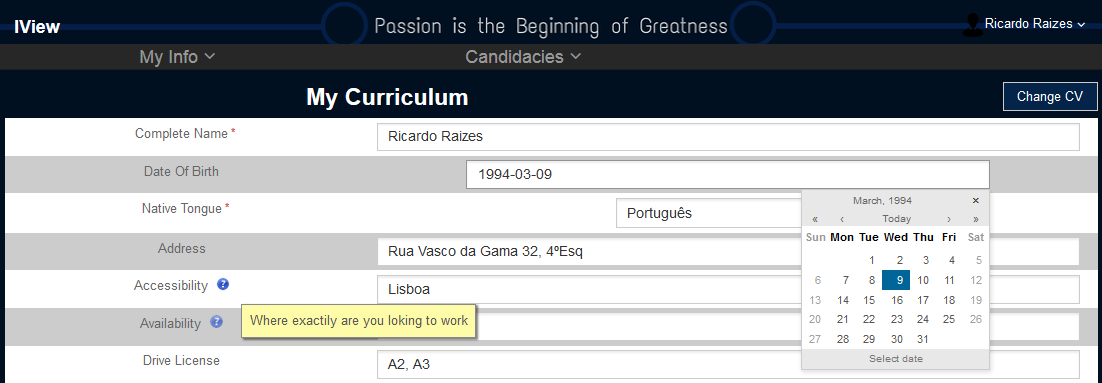 IView
Passion is the Beginning of Greatness
Ricardo Raizes
My Info
Candidacies
My Curriculum
Change CV
Complete Name *
Ricardo Raizes
Date Of Birth
1994-03-09
Native Tongue *
Português
Address
Rua Vasco da Gama 32, 4ºEsq
Accessibility ?
Lisboa
Where exactily are you loking to work
Availability ?
Drive License
A2, A3
March, 1994 ×
« ‹ Today › »
Sun Mon Tue Wed Thu Fri Sat
1 2 3 4 5
6 7 8 9 10 11 12
13 14 15 16 17 18 19
20 21 22 23 24 25 26
27 28 29 30 31
Select date